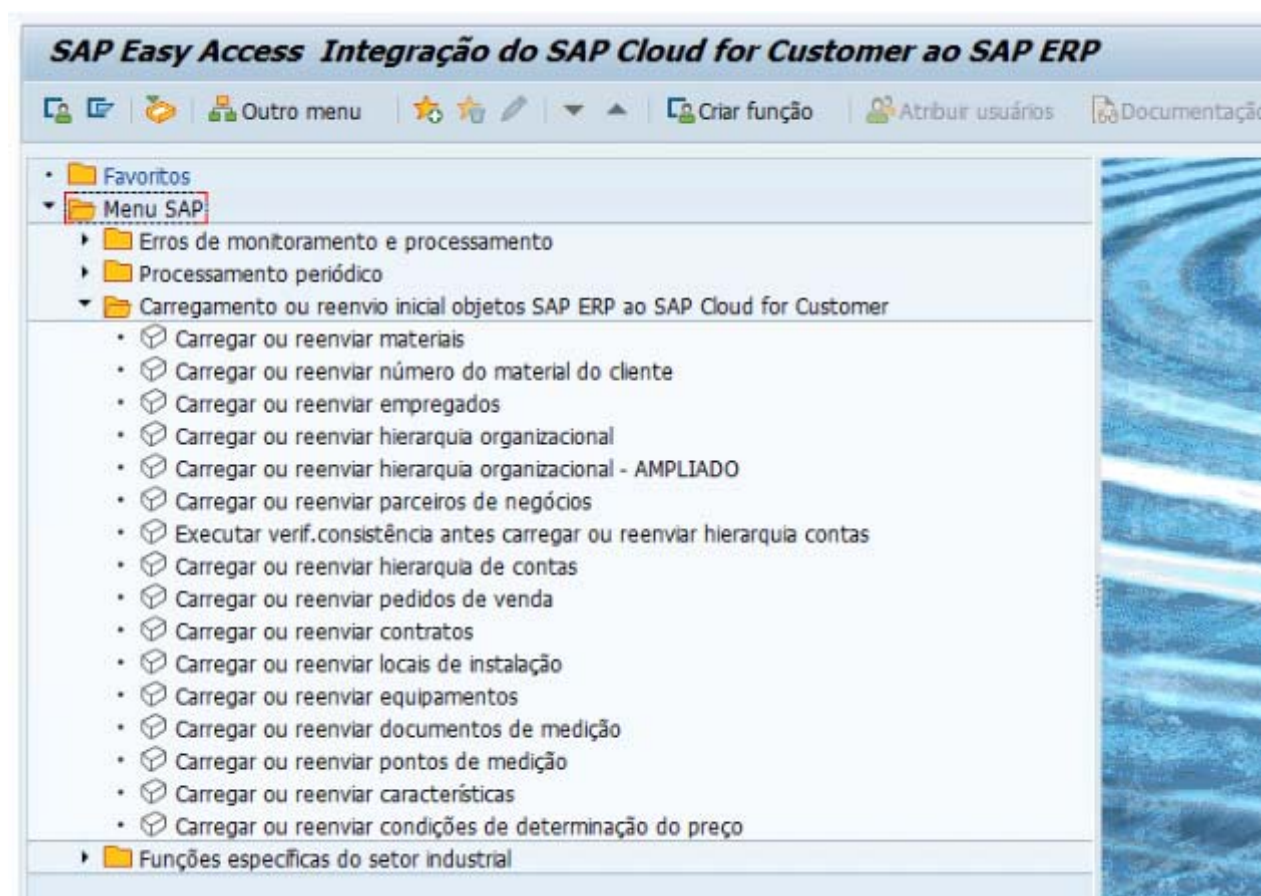 SAP Easy Access Integração do SAP Cloud for Customer ao SAP ERP
Outro menu Criar função Atribuir usuários Documentação
Favoritos
Menu SAP
Erros de monitoramento e processamento
Processamento periódico
Carregamento ou reenvio inicial objetos SAP ERP ao SAP Cloud for Customer
Carregar ou reenviar materiais
Carregar ou reenviar número do material do cliente
Carregar ou reenviar empregados
Carregar ou reenviar hierarquia organizacional
Carregar ou reenviar hierarquia organizacional - AMPLIADO
Carregar ou reenviar parceiros de negócios
Executar verif.consistência antes carregar ou reenviar hierarquia contas
Carregar ou reenviar hierarquia de contas
Carregar ou reenviar pedidos de venda
Carregar ou reenviar contratos
Carregar ou reenviar locais de instalação
Carregar ou reenviar equipamentos
Carregar ou reenviar documentos de medição
Carregar ou reenviar pontos de medição
Carregar ou reenviar características
Carregar ou reenviar condições de determinação do preço
Funções específicas do setor industrial